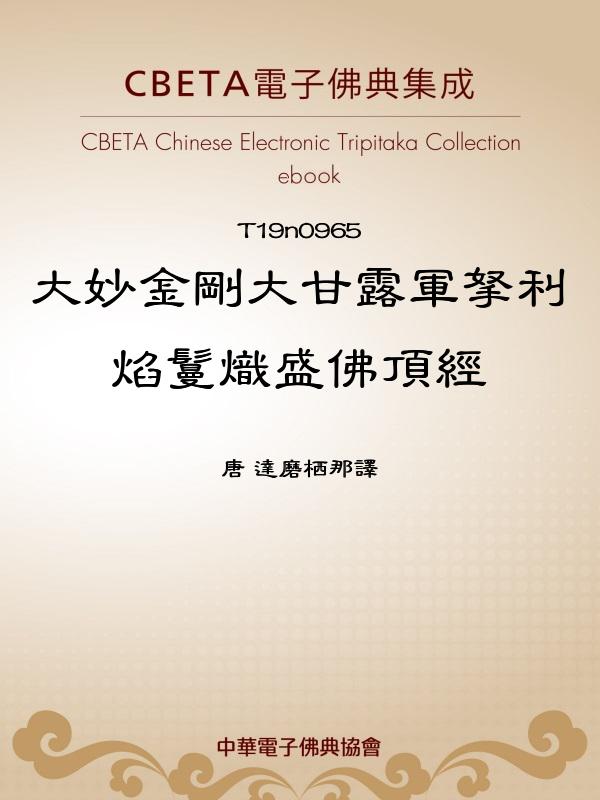 CBETA電子佛典集成
CBETA Chinese Electronic Tripitaka Collection
ebook
T19n0965
大妙金剛大甘露軍拏利
焰鬘熾盛佛頂經
唐 達磨栖那譯
中華電子佛典協會